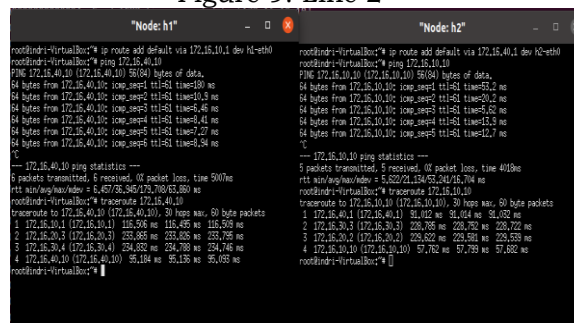 "Node: h1"
root@indri-VirtualBox:~# ip route add default via 172.16.10.1 dev h1-eth0
root@indri-VirtualBox:~# ping 172.16.40.10
PING 172.16.40.10 (172.16.40.10) 56(84) bytes of data.
64 bytes from 172.16.40.10: icmp_seq=1 ttl=61 time=180 ms
64 bytes from 172.16.40.10: icmp_seq=2 ttl=61 time=10.9 ms
64 bytes from 172.16.40.10: icmp_seq=3 ttl=61 time=6.46 ms
64 bytes from 172.16.40.10: icmp_seq=4 ttl=61 time=8.41 ms
64 bytes from 172.16.40.10: icmp_seq=5 ttl=61 time=7.27 ms
64 bytes from 172.16.40.10: icmp_seq=6 ttl=61 time=8.94 ms
^C
--- 172.16.40.10 ping statistics ---
6 packets transmitted, 6 received, 0% packet loss, time 5007ms
rtt min/avg/max/mdev = 6,457/36,945/179,708/63,860 ms
root@indri-VirtualBox:~# traceroute 172.16.40.10
traceroute to 172.16.40.10 (172.16.40.10), 30 hops max, 60 byte packets
1 172.16.10.1 (172.16.10.1) 116,506 ms 116,495 ms 116,509 ms
2 172.16.20.3 (172.16.20.3) 233,865 ms 233,826 ms 233,795 ms
3 172.16.30.4 (172.16.30.4) 234,832 ms 234,788 ms 234,746 ms
4 172.16.40.10 (172.16.40.10) 95,184 ms 95,136 ms 95,093 ms
root@indri-VirtualBox:~#
"Node: h2"
root@indri-VirtualBox:~# ip route add default via 172.16.40.1 dev h2-eth0
root@indri-VirtualBox:~# ping 172.16.10.10
PING 172.16.10.10 (172.16.10.10) 56(84) bytes of data.
64 bytes from 172.16.10.10: icmp_seq=1 ttl=61 time=53.2 ms
64 bytes from 172.16.10.10: icmp_seq=2 ttl=61 time=20.2 ms
64 bytes from 172.16.10.10: icmp_seq=3 ttl=61 time=5.62 ms
64 bytes from 172.16.10.10: icmp_seq=4 ttl=61 time=13.9 ms
64 bytes from 172.16.10.10: icmp_seq=5 ttl=61 time=12.7 ms
^C
--- 172.16.10.10 ping statistics ---
5 packets transmitted, 5 received, 0% packet loss, time 4018ms
rtt min/avg/max/mdev = 5,622/21,134/53,241/16,704 ms
root@indri-VirtualBox:~# traceroute 172.16.10.10
traceroute to 172.16.10.10 (172.16.10.10), 30 hops max, 60 byte packets
1 172.16.40.1 (172.16.40.1) 91,012 ms 91,014 ms 91,032 ms
2 172.16.30.3 (172.16.30.3) 228,785 ms 228,752 ms 228,722 ms
3 172.16.20.2 (172.16.20.2) 229,622 ms 229,581 ms 229,539 ms
4 172.16.10.10 (172.16.10.10) 57,762 ms 57,799 ms 57,682 ms
root@indri-VirtualBox:~#